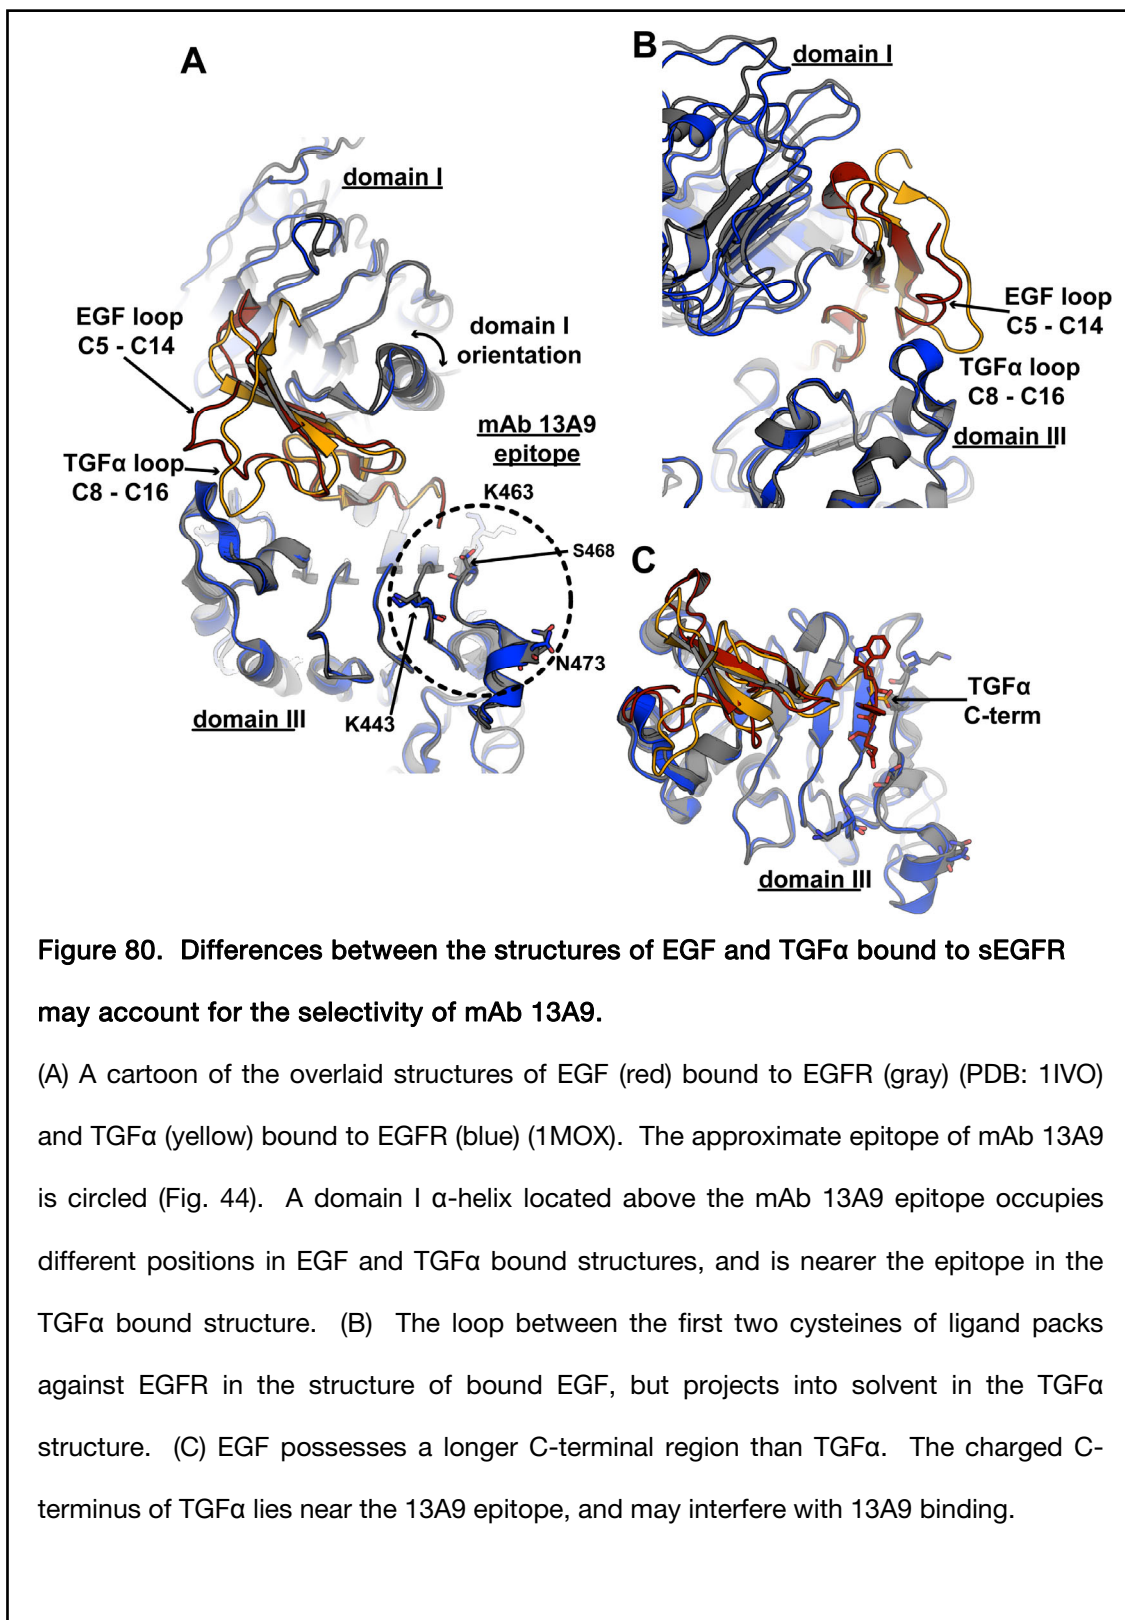 A
domain I
EGF loop
C5 - C14
domain I
orientation
TGFα loop
C8 - C16
mAb 13A9
epitope
K463
S468
N473
K443
domain III
B
domain I
EGF loop
C5 - C14
TGFα loop
C8 - C16
domain III
C
TGFα
C-term
domain III
Figure 80.  Differences between the structures of EGF and TGFα bound to sEGFR
may account for the selectivity of mAb 13A9.
(A) A cartoon of the overlaid structures of EGF (red) bound to EGFR (gray) (PDB: 1IVO)
and TGFα (yellow) bound to EGFR (blue) (1MOX).  The approximate epitope of mAb 13A9
is circled (Fig. 44).  A domain I α-helix located above the mAb 13A9 epitope occupies
different positions in EGF and TGFα bound structures, and is nearer the epitope in the
TGFα bound structure.  (B)  The loop between the first two cysteines of ligand packs
against EGFR in the structure of bound EGF, but projects into solvent in the TGFα
structure.  (C) EGF possesses a longer C-terminal region than TGFα.  The charged C-
terminus of TGFα lies near the 13A9 epitope, and may interfere with 13A9 binding.